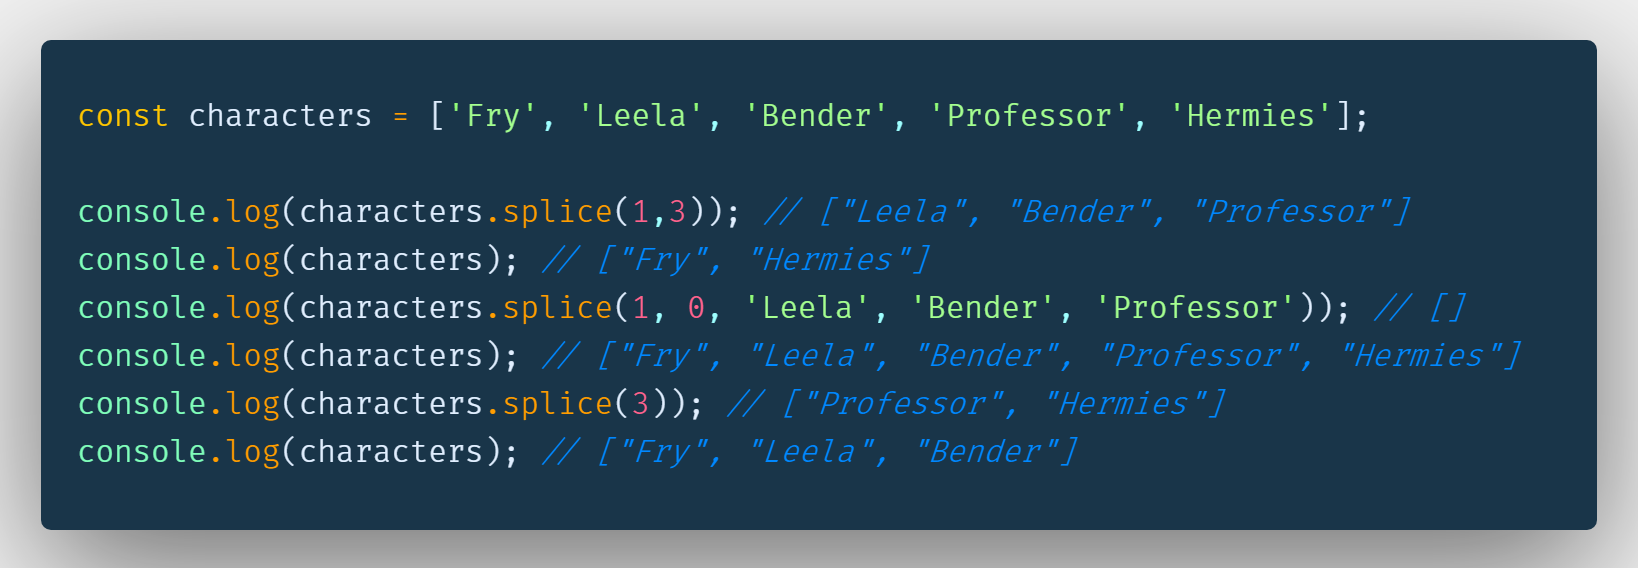 const characters = ['Fry', 'Leela', 'Bender', 'Professor', 'Hermies'];
console.log(characters.splice(1,3)); // ["Leela", "Bender", "Professor"]
console.log(characters); // ["Fry", "Hermies"]
console.log(characters.splice(1, 0, 'Leela', 'Bender', 'Professor')); // []
console.log(characters); // ["Fry", "Leela", "Bender", "Professor", "Hermies"]
console.log(characters.splice(3)); // ["Professor", "Hermies"]
console.log(characters); // ["Fry", "Leela", "Bender"]